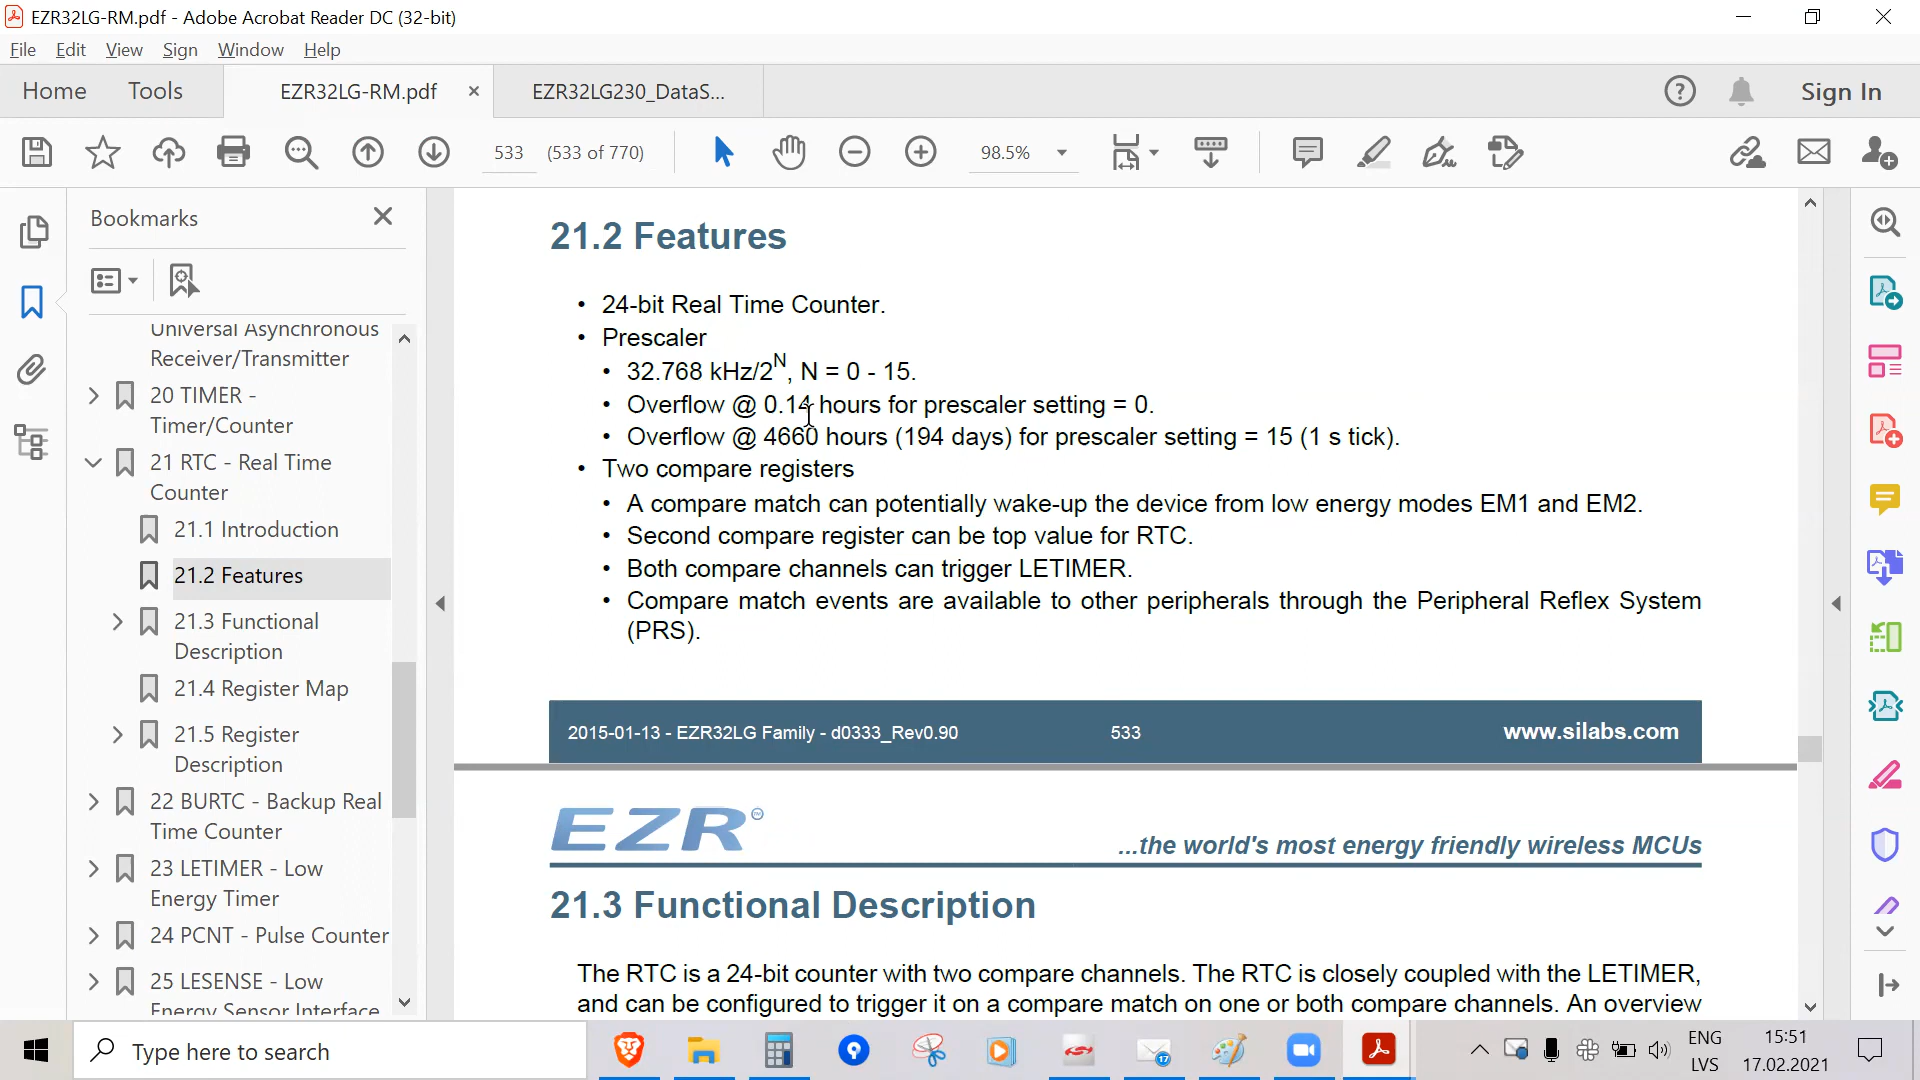 EZR32LG-RM.pdf - Adobe Acrobat Reader DC (32-bit)
File Edit View Sign Window Help
Home Tools EZR32LG-RM.pdf × EZR32LG230_DataS... Sign In
533 (533 of 770) 98.5%
Bookmarks
Universal Asynchronous
Receiver/Transmitter
20 TIMER -
Timer/Counter
21 RTC - Real Time
Counter
21.1 Introduction
21.2 Features
21.3 Functional
Description
21.4 Register Map
21.5 Register
Description
22 BURTC - Backup Real
Time Counter
23 LETIMER - Low
Energy Timer
24 PCNT - Pulse Counter
25 LESENSE - Low
Energy Sensor Interface
21.2 Features
• 24-bit Real Time Counter.
• Prescaler
• 32.768 kHz/2^N, N = 0 - 15.
• Overflow @ 0.14 hours for prescaler setting = 0.
• Overflow @ 4660 hours (194 days) for prescaler setting = 15 (1 s tick).
• Two compare registers
• A compare match can potentially wake-up the device from low energy modes EM1 and EM2.
• Second compare register can be top value for RTC.
• Both compare channels can trigger LETIMER.
• Compare match events are available to other peripherals through the Peripheral Reflex System
(PRS).
2015-01-13 - EZR32LG Family - d0333_Rev0.90 533 www.silabs.com
EZR TM
...the world's most energy friendly wireless MCUs
21.3 Functional Description
The RTC is a 24-bit counter with two compare channels. The RTC is closely coupled with the LETIMER,
and can be configured to trigger it on a compare match on one or both compare channels. An overview
Type here to search
17
ENG
LVS
15:51
17.02.2021